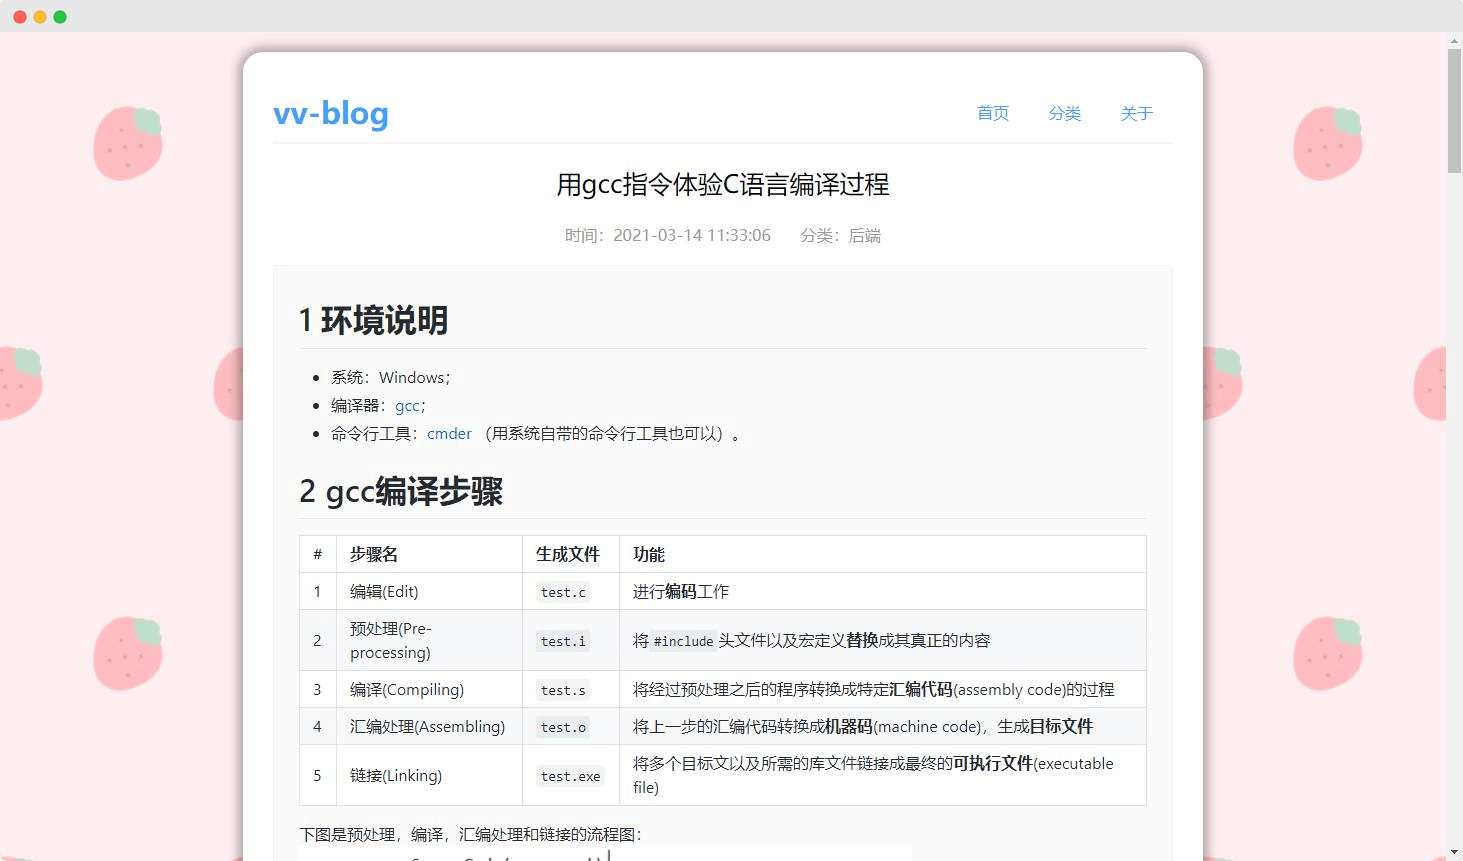 vv-blog
首页 分类 关于
用gcc指令体验C语言编译过程
时间：2021-03-14 11:33:06 分类：后端
1 环境说明
系统：Windows；
编译器：gcc；
命令行工具：cmder （用系统自带的命令行工具也可以）。
2 gcc编译步骤
# 步骤名 生成文件 功能
1 编辑(Edit) test.c 进行编码工作
2 预处理(Pre-
processing) test.i 将 #include 头文件以及宏定义替换成其真正的内容
3 编译(Compiling) test.s 将经过预处理之后的程序转换成特定汇编代码(assembly code)的过程
4 汇编处理(Assembling) test.o 将上一步的汇编代码转换成机器码(machine code)，生成目标文件
5 链接(Linking) test.exe 将多个目标文以及所需的库文件链接成最终的可执行文件(executable
file)
下图是预处理，编译，汇编处理和链接的流程图：